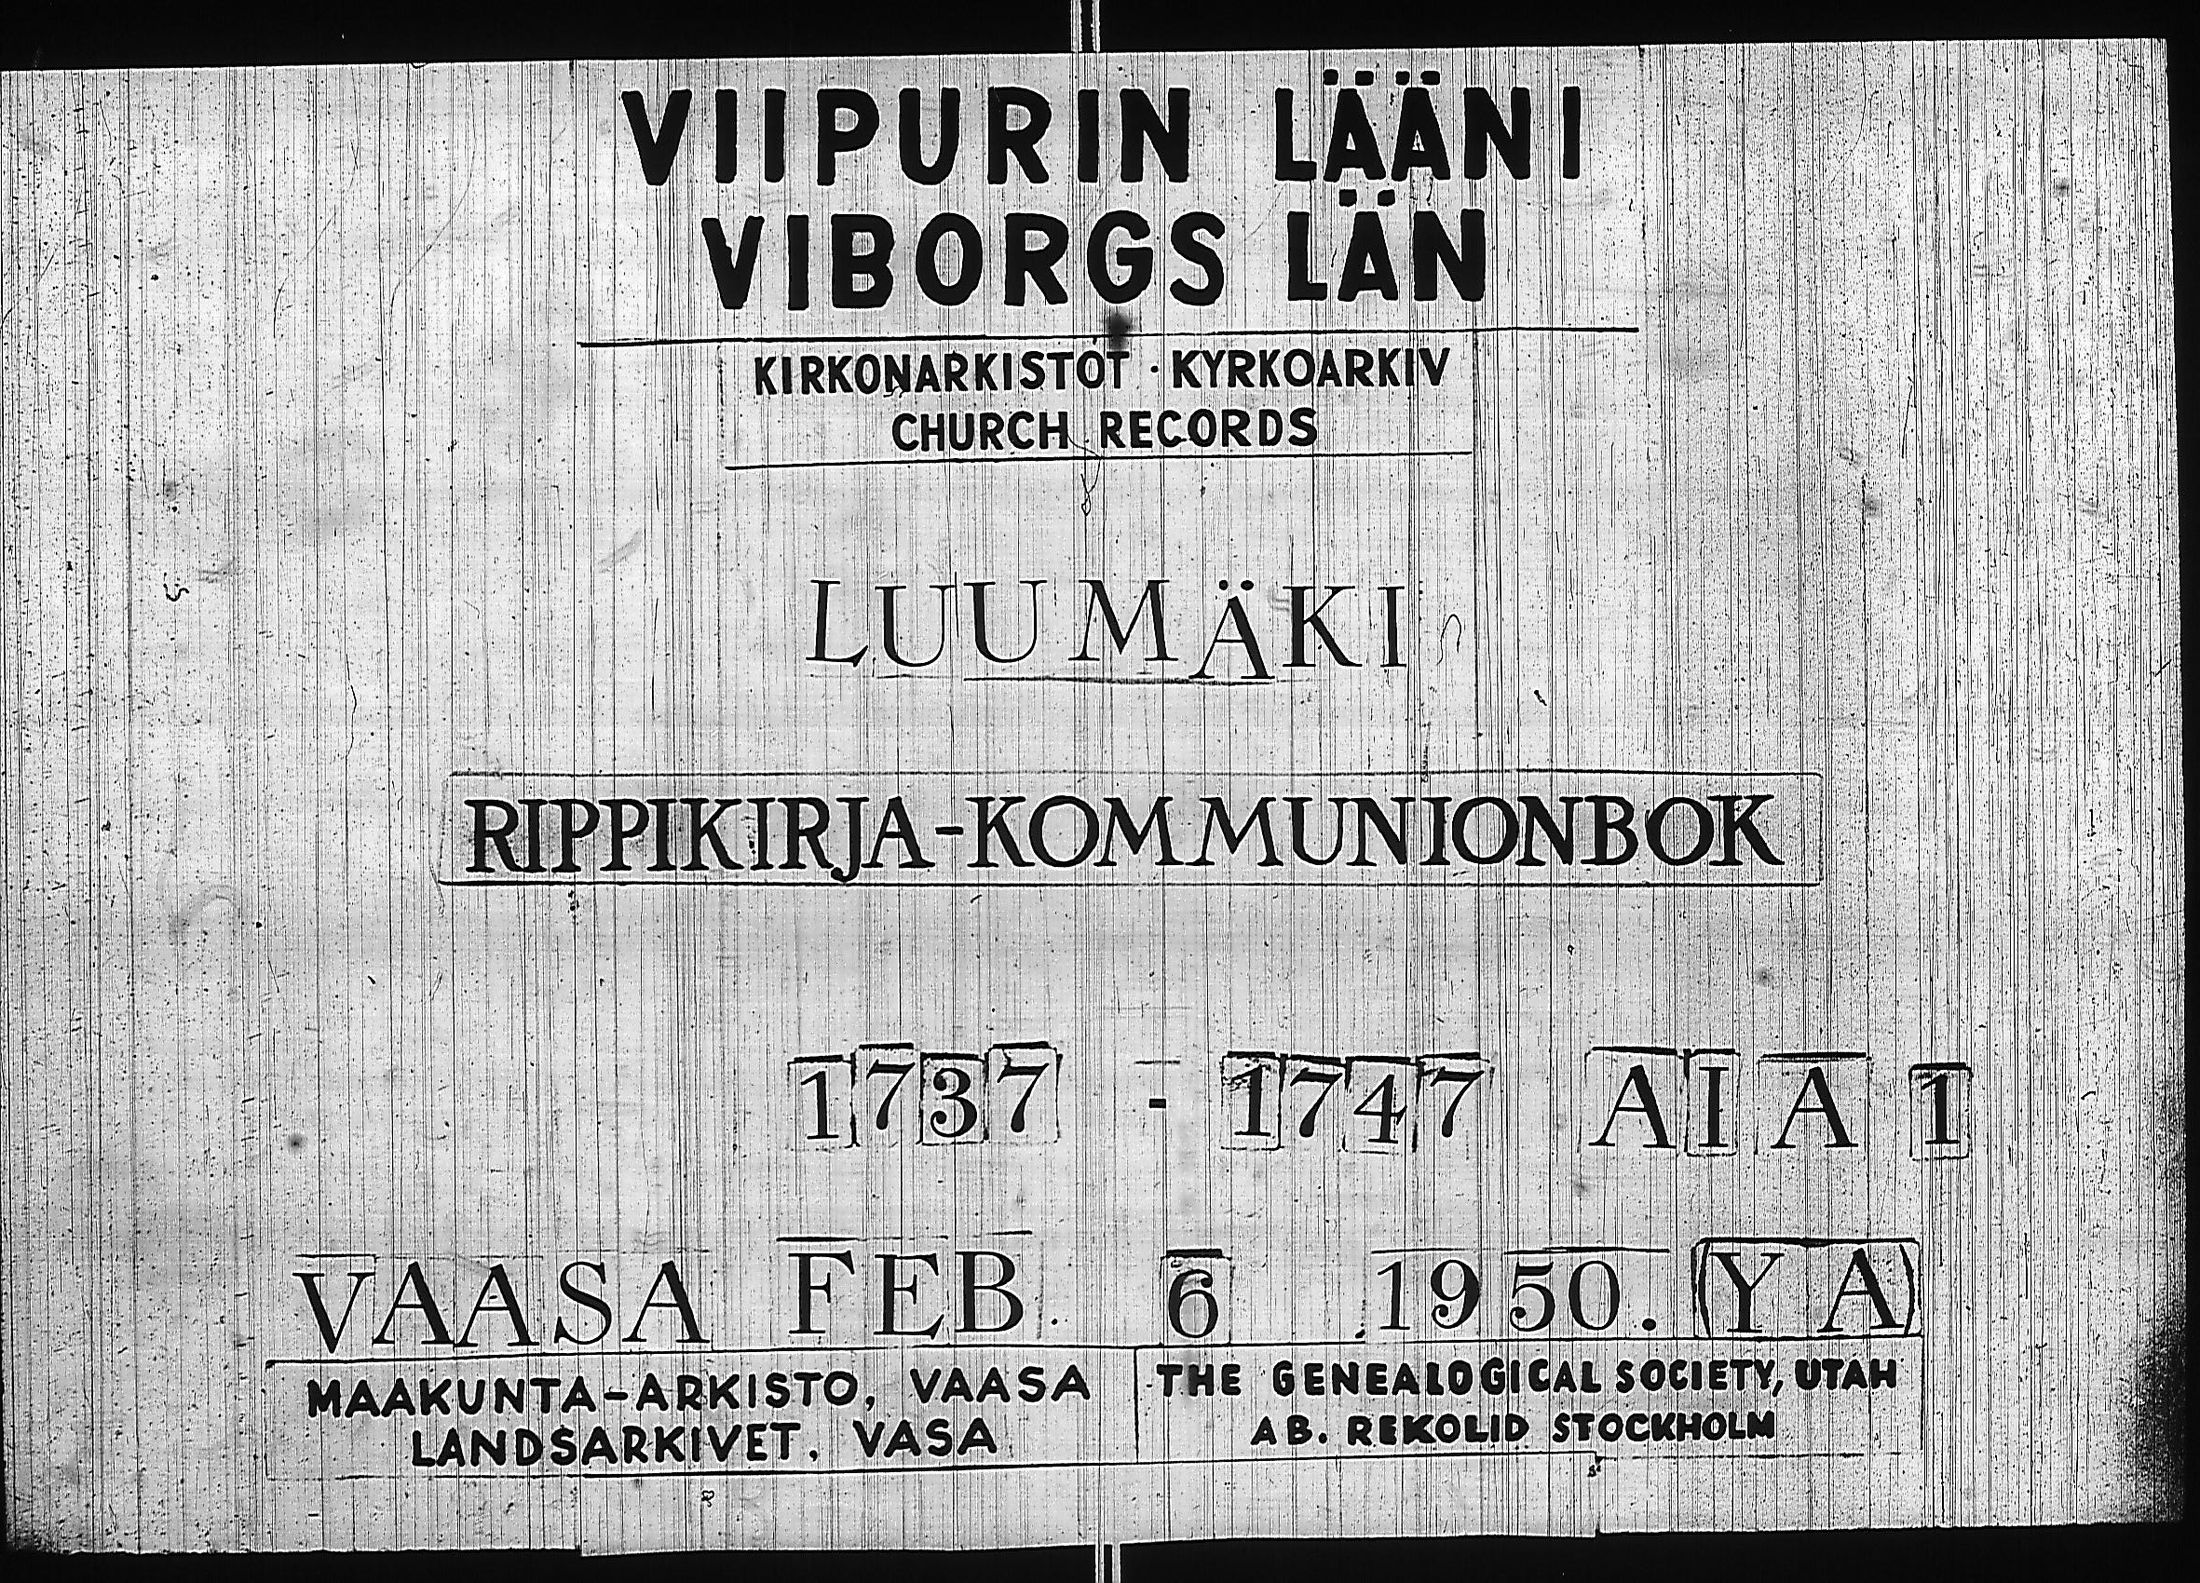 VIIPURIN LÄÄNI
VIBORGS LÄN
KIRKONARKISTOT · KYRKOARKIV
CHURCH RECORDS
LUUMÄKI
RIPPIKIRJA-KOMMUNIONBOK
1737 - 1747 AIA 1
VAASA FEB. 6 1950. (YA)
MAAKUNTA-ARKISTO, VAASA
LANDSARKIVET, VASA
THE GENEALOGICAL SOCIETY, UTAH
AB. REKOLID STOCKHOLM